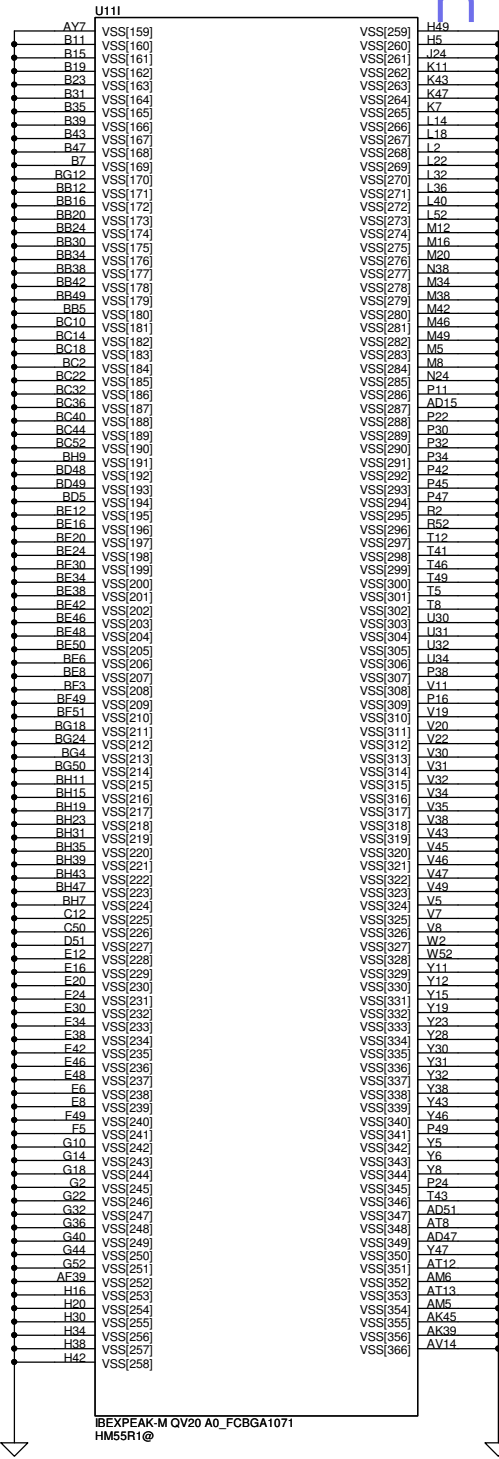 U11I
AY7 VSS[159] VSS[259] H49
B11 VSS[160] VSS[260] H5
B15 VSS[161] VSS[261] J24
B19 VSS[162] VSS[262] K11
B23 VSS[163] VSS[263] K43
B31 VSS[164] VSS[264] K47
B35 VSS[165] VSS[265] K7
B39 VSS[166] VSS[266] L14
B43 VSS[167] VSS[267] L18
B47 VSS[168] VSS[268] L2
B7 VSS[169] VSS[269] L22
BG12 VSS[170] VSS[270] L32
BB12 VSS[171] VSS[271] L36
BB16 VSS[172] VSS[272] L40
BB20 VSS[173] VSS[273] L52
BB24 VSS[174] VSS[274] M12
BB30 VSS[175] VSS[275] M16
BB34 VSS[176] VSS[276] M20
BB38 VSS[177] VSS[277] N38
BB42 VSS[178] VSS[278] M34
BB49 VSS[179] VSS[279] M38
BB5 VSS[180] VSS[280] M42
BC10 VSS[181] VSS[281] M46
BC14 VSS[182] VSS[282] M49
BC18 VSS[183] VSS[283] M5
BC2 VSS[184] VSS[284] M8
BC22 VSS[185] VSS[285] N24
BC32 VSS[186] VSS[286] P11
BC36 VSS[187] VSS[287] AD15
BC40 VSS[188] VSS[288] P22
BC44 VSS[189] VSS[289] P30
BC52 VSS[190] VSS[290] P32
BH9 VSS[191] VSS[291] P34
BD48 VSS[192] VSS[292] P42
BD49 VSS[193] VSS[293] P45
BD5 VSS[194] VSS[294] P47
BE12 VSS[195] VSS[295] R2
BE16 VSS[196] VSS[296] R52
BE20 VSS[197] VSS[297] T12
BE24 VSS[198] VSS[298] T41
BE30 VSS[199] VSS[299] T46
BE34 VSS[200] VSS[300] T49
BE38 VSS[201] VSS[301] T5
BE42 VSS[202] VSS[302] T8
BE46 VSS[203] VSS[303] U30
BE48 VSS[204] VSS[304] U31
BE50 VSS[205] VSS[305] U32
BE6 VSS[206] VSS[306] U34
BE8 VSS[207] VSS[307] P38
BF3 VSS[208] VSS[308] V11
BF49 VSS[209] VSS[309] P16
BF51 VSS[210] VSS[310] V19
BG18 VSS[211] VSS[311] V20
BG24 VSS[212] VSS[312] V22
BG4 VSS[213] VSS[313] V30
BG50 VSS[214] VSS[314] V31
BH11 VSS[215] VSS[315] V32
BH15 VSS[216] VSS[316] V34
BH19 VSS[217] VSS[317] V35
BH23 VSS[218] VSS[318] V38
BH31 VSS[219] VSS[319] V43
BH35 VSS[220] VSS[320] V45
BH39 VSS[221] VSS[321] V46
BH43 VSS[222] VSS[322] V47
BH47 VSS[223] VSS[323] V49
BH7 VSS[224] VSS[324] V5
C12 VSS[225] VSS[325] V7
C50 VSS[226] VSS[326] V8
D51 VSS[227] VSS[327] W2
E12 VSS[228] VSS[328] W52
E16 VSS[229] VSS[329] Y11
E20 VSS[230] VSS[330] Y12
E24 VSS[231] VSS[331] Y15
E30 VSS[232] VSS[332] Y19
E34 VSS[233] VSS[333] Y23
E38 VSS[234] VSS[334] Y28
E42 VSS[235] VSS[335] Y30
E46 VSS[236] VSS[336] Y31
E48 VSS[237] VSS[337] Y32
E6 VSS[238] VSS[338] Y38
E8 VSS[239] VSS[339] Y43
F49 VSS[240] VSS[340] Y46
F5 VSS[241] VSS[341] P49
G10 VSS[242] VSS[342] Y5
G14 VSS[243] VSS[343] Y6
G18 VSS[244] VSS[344] Y8
G2 VSS[245] VSS[345] P24
G22 VSS[246] VSS[346] T43
G32 VSS[247] VSS[347] AD51
G36 VSS[248] VSS[348] AT8
G40 VSS[249] VSS[349] AD47
G44 VSS[250] VSS[350] Y47
G52 VSS[251] VSS[351] AT12
AF39 VSS[252] VSS[352] AM6
H16 VSS[253] VSS[353] AT13
H20 VSS[254] VSS[354] AM5
H30 VSS[255] VSS[355] AK45
H34 VSS[256] VSS[356] AK39
H38 VSS[257] VSS[366] AV14
H42 VSS[258]
IBEXPEAK-M QV20 A0_FCBGA1071
HM55R1@